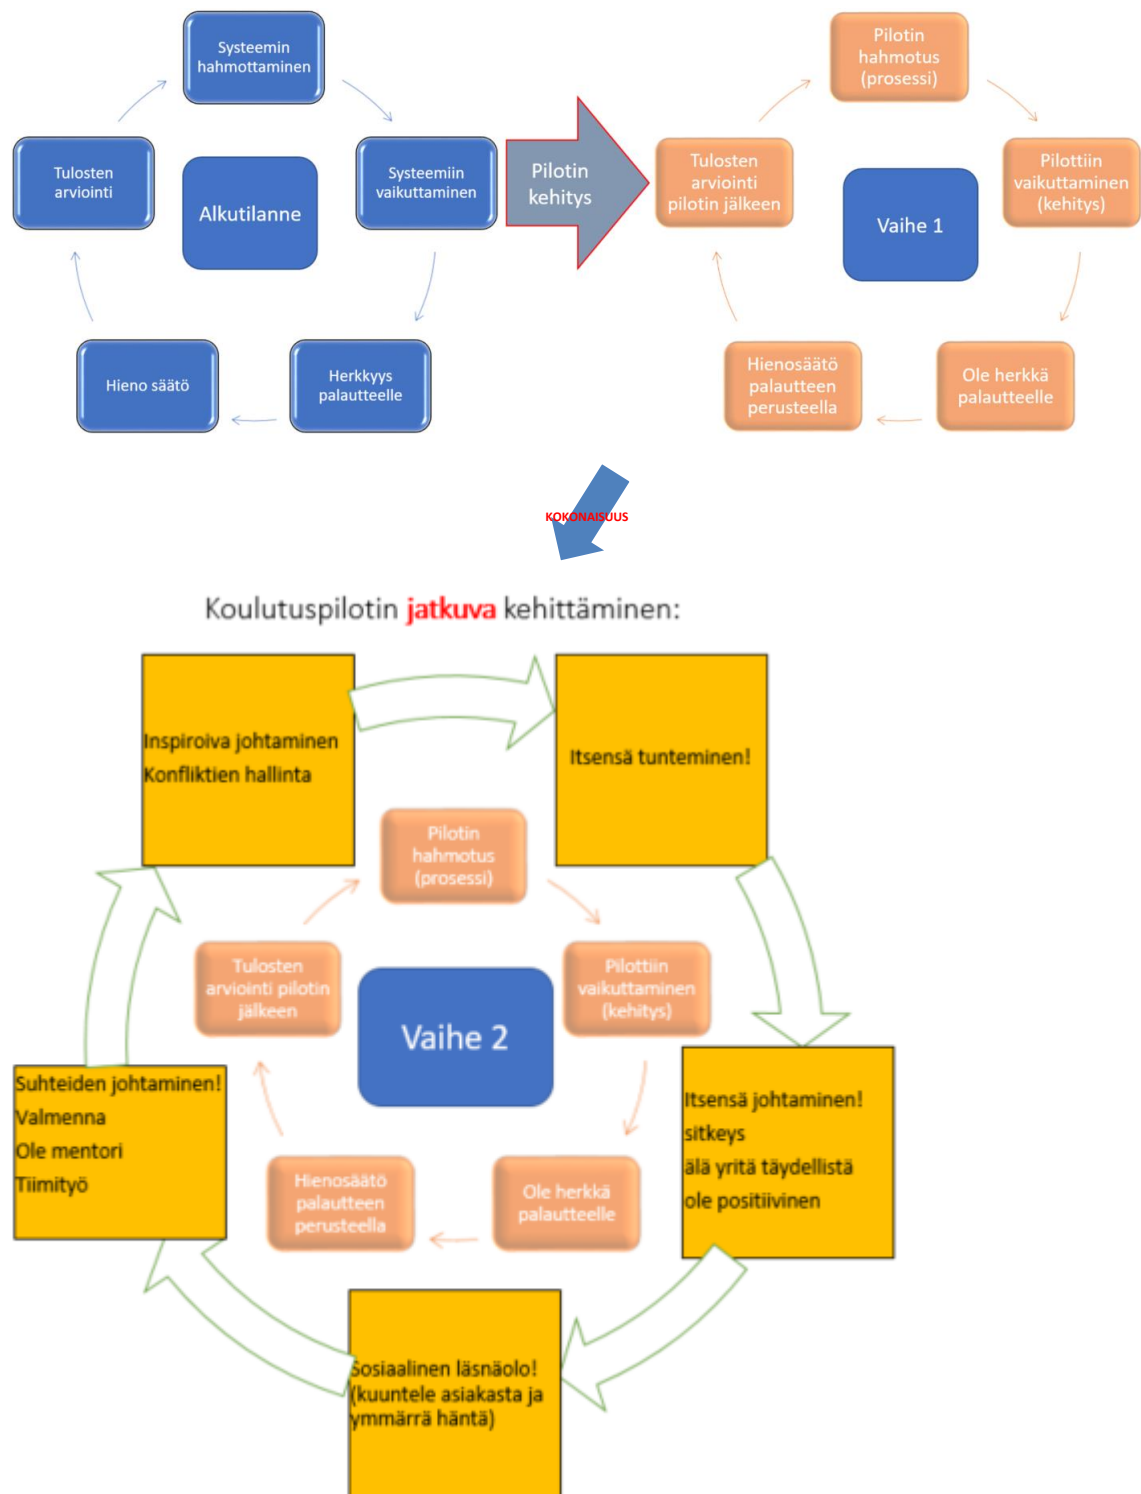 Systeemin
hahmottaminen
Systeemiin
vaikuttaminen
Herkkyys
palautteelle
Hieno säätö
Tulosten
arviointi
Alkutilanne
Pilotin
kehitys
Pilotin
hahmotus
(prosessi)
Pilottiin
vaikuttaminen
(kehitys)
Ole herkkä
palautteelle
Hienosäätö
palautteen
perusteella
Tulosten
arviointi
pilotin jälkeen
Vaihe 1
KOKONAISUUS
Koulutuspilotin jatkuva kehittäminen:
Inspiroiva johtaminen
Konfliktien hallinta
Itsensä tunteminen!
Itsensä johtaminen!
sitkeys
älä yritä täydellistä
ole positiivinen
Sosiaalinen läsnäolo!
(kuuntele asiakasta ja
ymmärrä häntä)
Suhteiden johtaminen!
Valmenna
Ole mentori
Tiimityö
Pilotin
hahmotus
(prosessi)
Pilottiin
vaikuttaminen
(kehitys)
Ole herkkä
palautteelle
Hienosäätö
palautteen
perusteella
Tulosten
arviointi pilotin
jälkeen
Vaihe 2